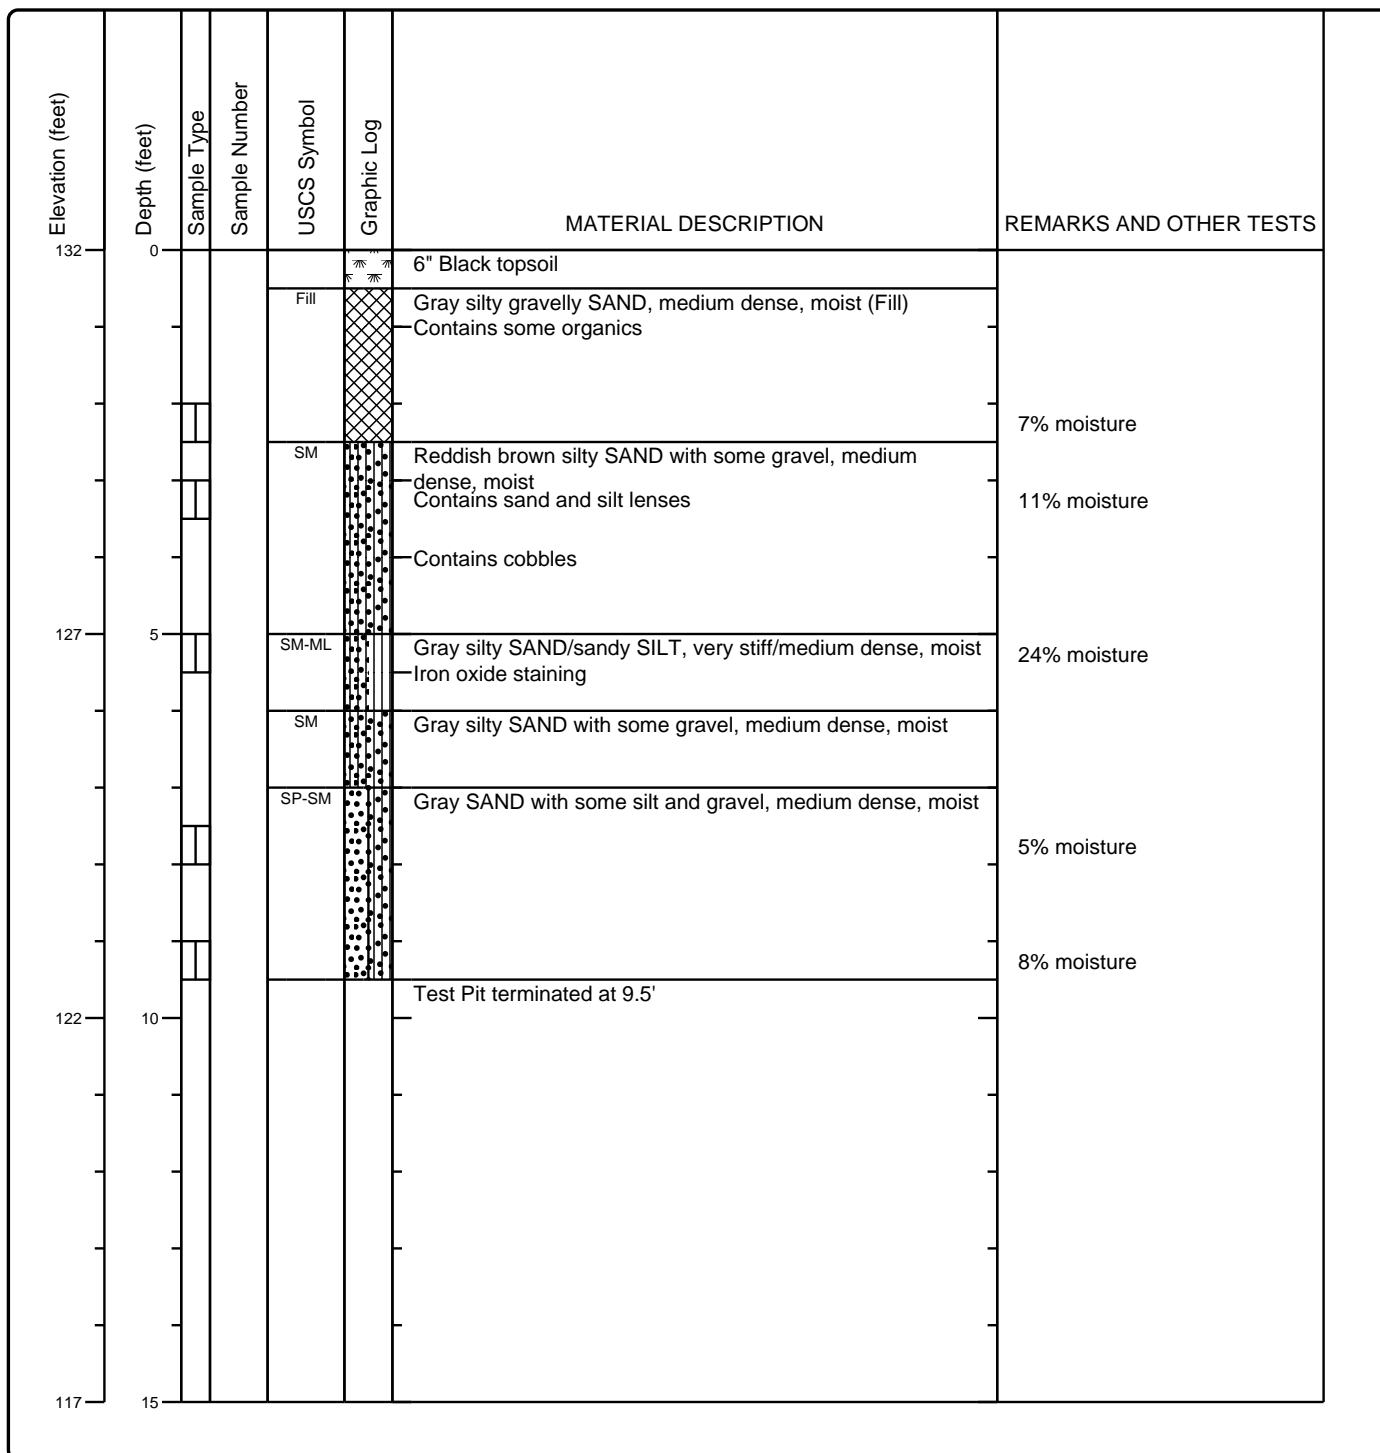 Elevation (feet)
Depth (feet)
Sample Type
Sample Number
USCS Symbol
Graphic Log
MATERIAL DESCRIPTION
REMARKS AND OTHER TESTS
132
0
6" Black topsoil
Fill
Gray silty gravelly SAND, medium dense, moist (Fill)
Contains some organics
7% moisture
SM
Reddish brown silty SAND with some gravel, medium
dense, moist
Contains sand and silt lenses
11% moisture
Contains cobbles
127
5
SM-ML
Gray silty SAND/sandy SILT, very stiff/medium dense, moist
24% moisture
Iron oxide staining
SM
Gray silty SAND with some gravel, medium dense, moist
SP-SM
Gray SAND with some silt and gravel, medium dense, moist
5% moisture
8% moisture
Test Pit terminated at 9.5'
122
10
117
15